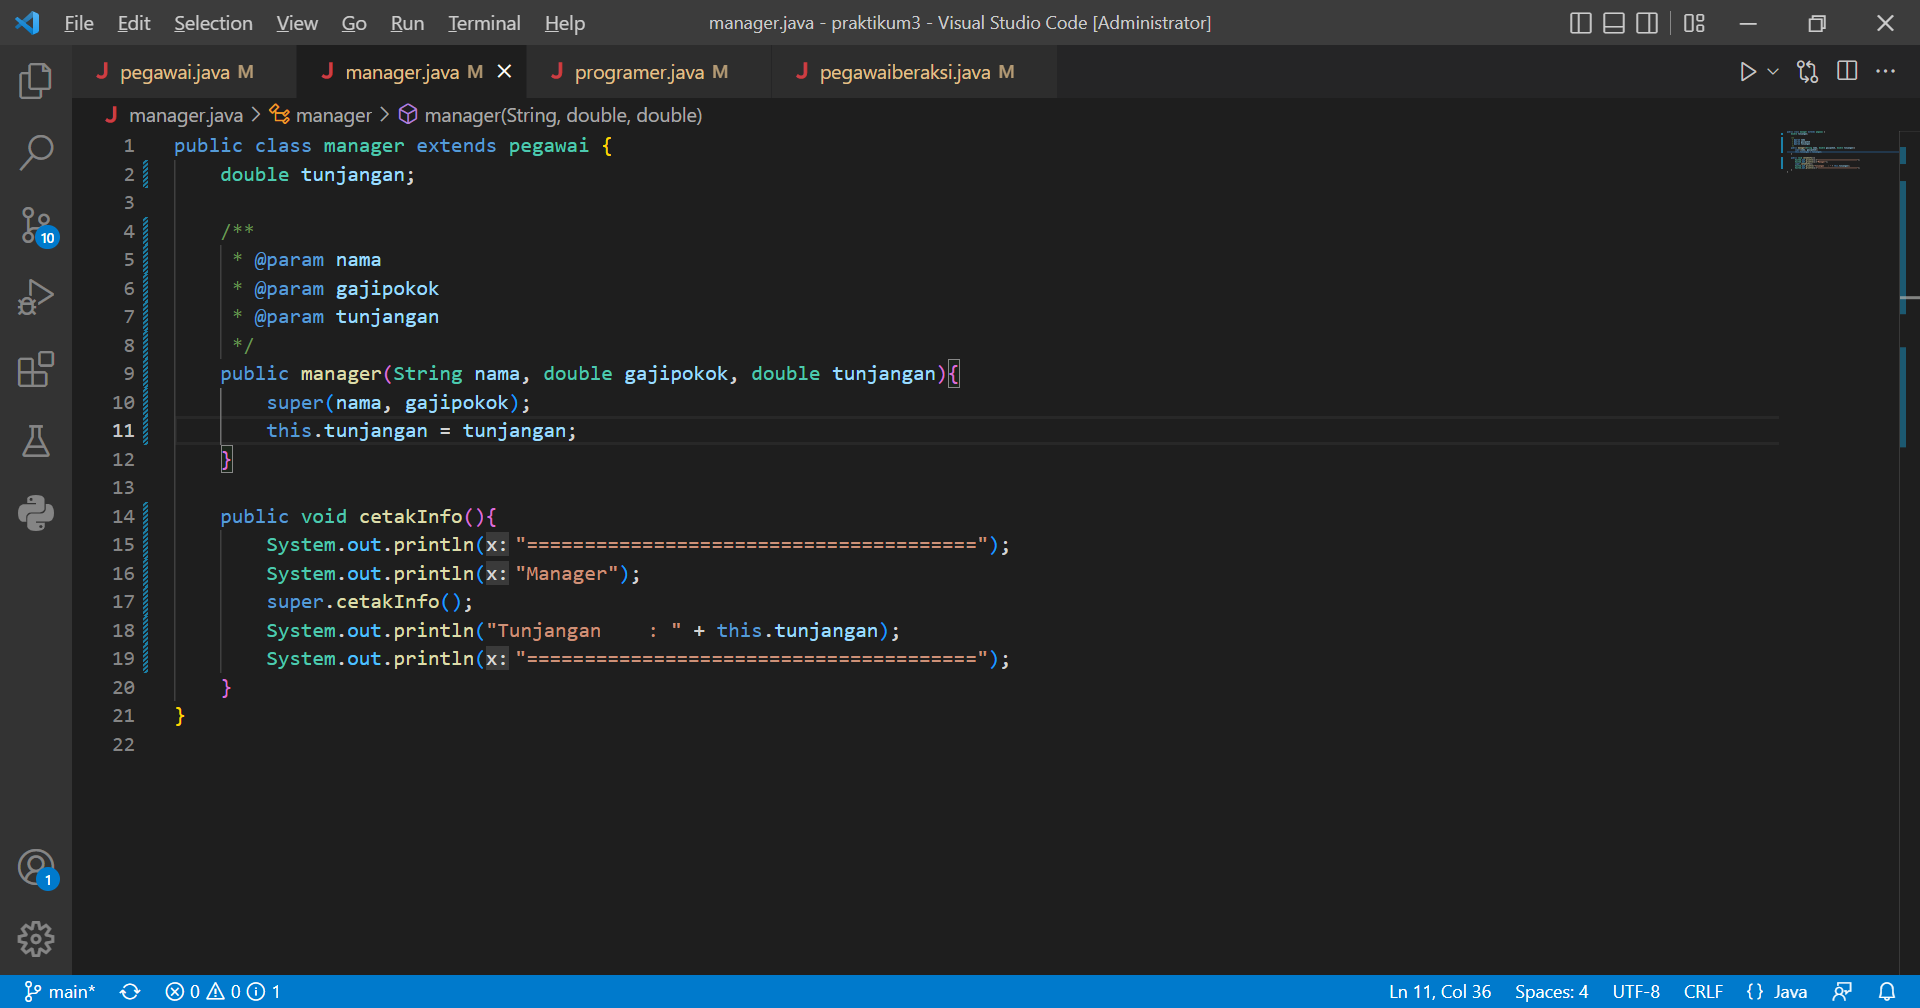 File Edit Selection View Go Run Terminal Help manager.java - praktikum3 - Visual Studio Code [Administrator]
J pegawai.java M J manager.java M J programer.java M J pegawaiberaksi.java M
J manager.java > manager > manager(String, double, double)
1 public class manager extends pegawai {
2 double tunjangan;
3
4 /**
5 * @param nama
6 * @param gajipokok
7 * @param tunjangan
8 */
9 public manager(String nama, double gajipokok, double tunjangan){
10 super(nama, gajipokok);
11 this.tunjangan = tunjangan;
12 }
13
14 public void cetakInfo(){
15 System.out.println(x: "=======================================");
16 System.out.println(x: "Manager");
17 super.cetakInfo();
18 System.out.println("Tunjangan    : " + this.tunjangan);
19 System.out.println(x: "=======================================");
20 }
21 }
22
10
1
main* 0 0 1 Ln 11, Col 36 Spaces: 4 UTF-8 CRLF {} Java